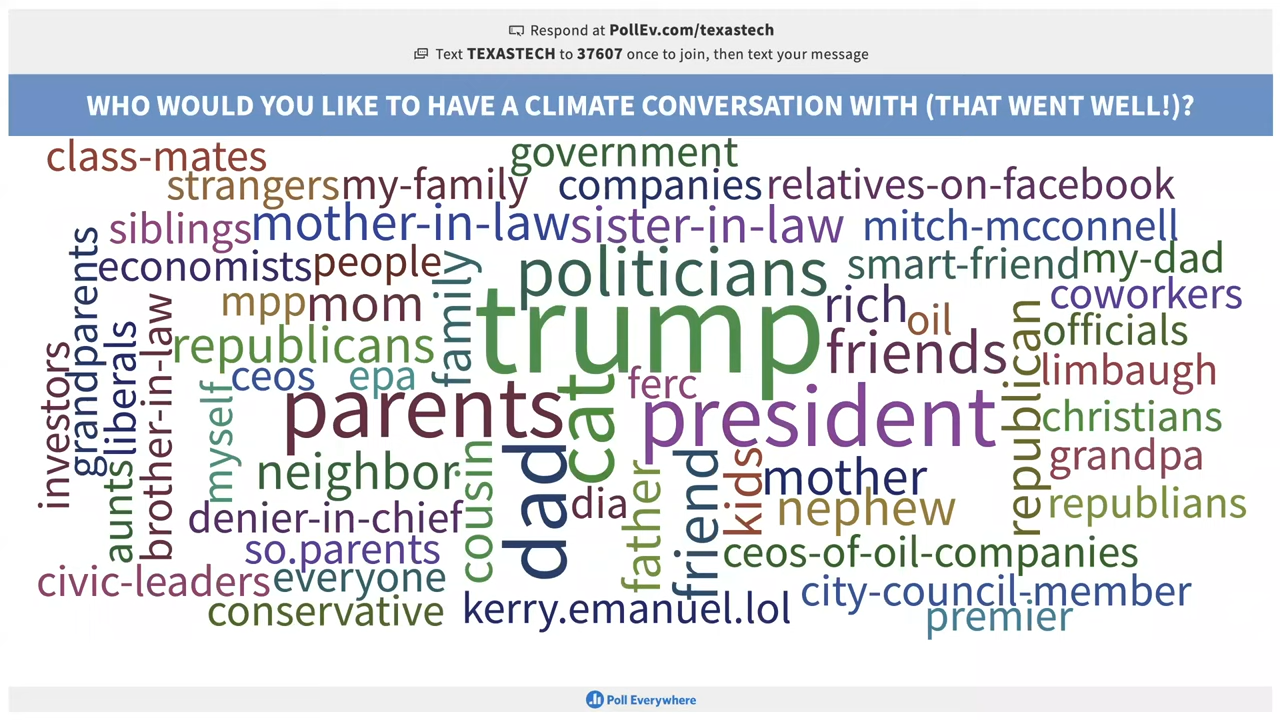 Respond at PollEv.com/texastech
Text TEXASTECH to 37607 once to join, then text your message
WHO WOULD YOU LIKE TO HAVE A CLIMATE CONVERSATION WITH (THAT WENT WELL!)?
class-mates
government
strangers
my-family
companies
relatives-on-facebook
siblings
mother-in-law
sister-in-law
mitch-mcconnell
grandparents
economists
people
family
politicians
smart-friend
my-dad
mpp
mom
trump
rich
oil
coworkers
investors
liberals
brother-in-law
republicans
friends
republican
officials
myself
ceos
epa
cat
ferc
limbaugh
parents
president
christians
aunts
neighbor
cousin
dad
father
friend
kids
mother
grandpa
dia
nephew
republians
denier-in-chief
so.parents
ceos-of-oil-companies
civic-leaders
everyone
city-council-member
conservative
kerry.emanuel.lol
premier
Poll Everywhere